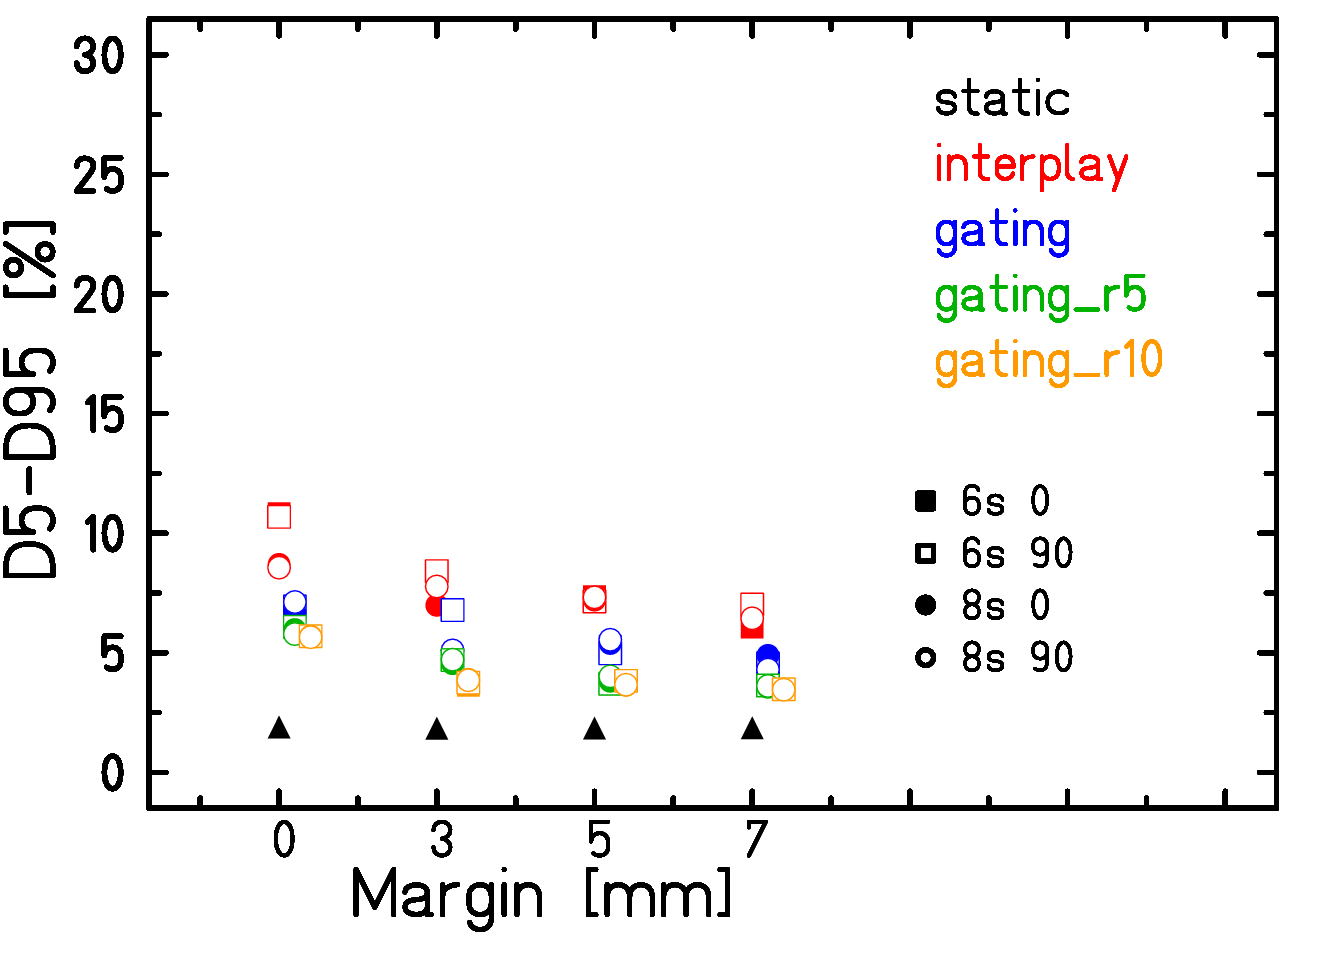 D5-D95 [%]
30
25
20
15
10
5
0
static
interplay
gating
gating_r5
gating_r10
6s 0
6s 90
8s 0
8s 90
0 3 5 7
Margin [mm]